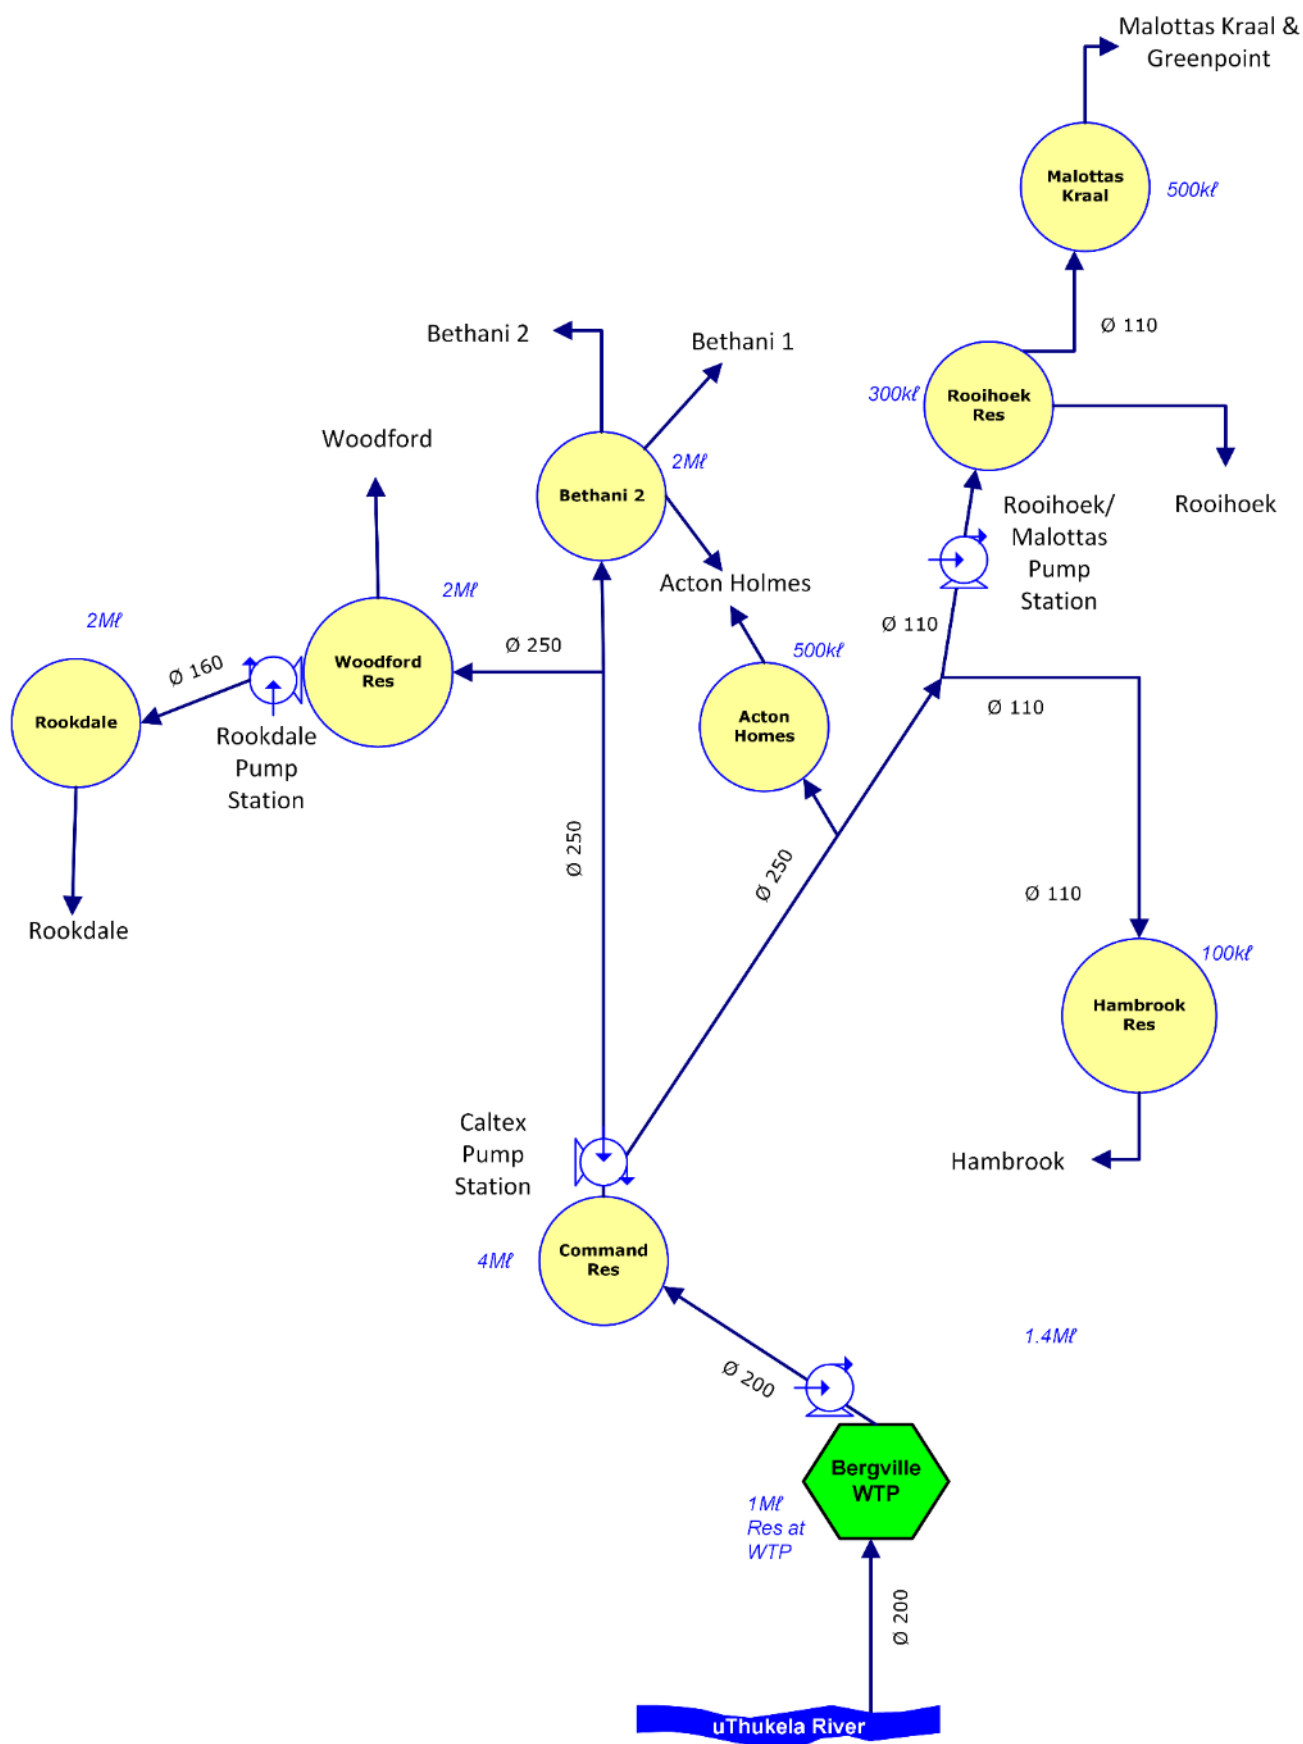 Malottas Kraal &
Greenpoint
Malottas
Kraal
500kℓ
Ø 110
Bethani 2
Bethani 1
300kℓ
Rooihoek
Res
Woodford
2Mℓ
Bethani 2
Rooihoek/
Malottas
Pump
Station
Rooihoek
Acton Holmes
2Mℓ
2Mℓ
Ø 110
Ø 250
500kℓ
Woodford
Res
Ø 160
Rookdale
Rookdale
Pump
Station
Acton
Homes
Ø 110
Ø 250
Ø 250
Ø 110
Rookdale
100kℓ
Hambrook
Res
Caltex
Pump
Station
Hambrook
4Mℓ
Command
Res
1.4Mℓ
Ø 200
Bergville
WTP
1Mℓ
Res at
WTP
Ø 200
uThukela River